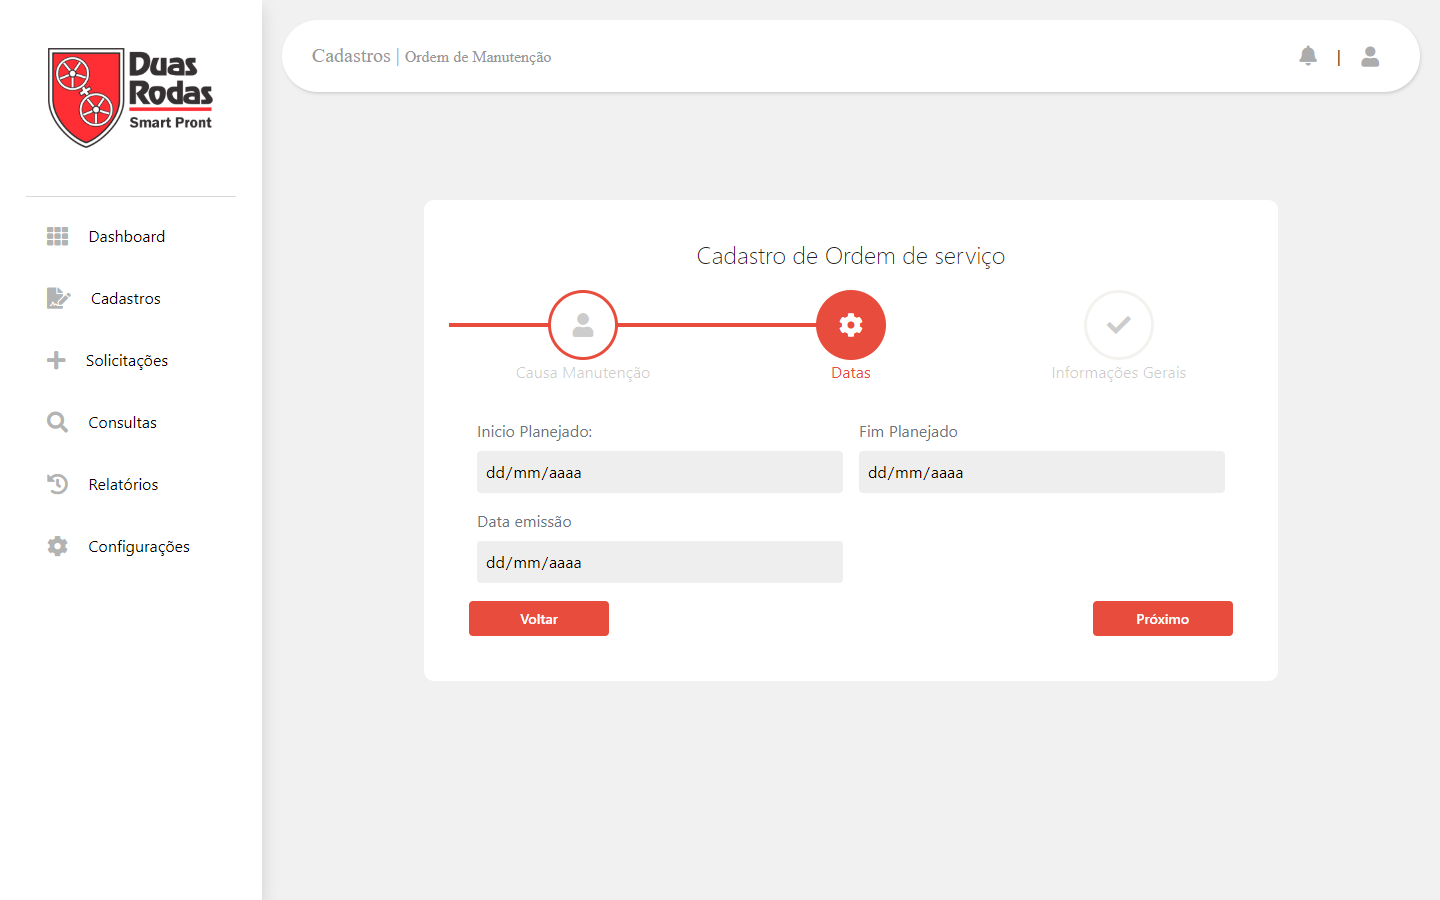 Duas
Rodas
Smart Pront
Dashboard
Cadastros
Solicitações
Consultas
Relatórios
Configurações
Cadastros | Ordem de Manutenção
|
Cadastro de Ordem de serviço
Causa Manutenção
Datas
Informações Gerais
Inicio Planejado:
Fim Planejado
dd/mm/aaaa
dd/mm/aaaa
Data emissão
dd/mm/aaaa
Voltar
Próximo